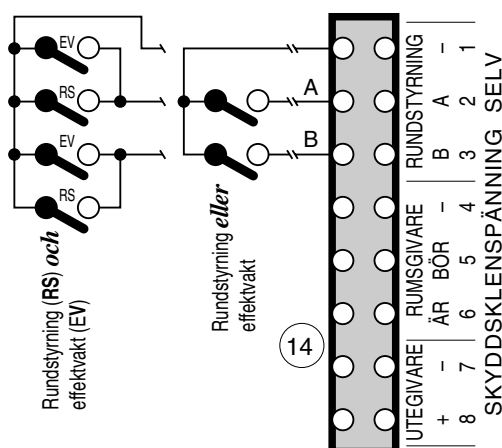 EV
RS
EV
RS
A
B
Rundstyrning (RS) och
effektvakt (EV)
Rundstyrning eller
effektvakt
14
RUNDSTYRNING
– 1
A 2
B 3
RUMSGIVARE
– 4
BÖR 5
ÄR 6
UTEGIVARE
– 7
+ 8
SKYDDSKLENSPÄNNING SELV